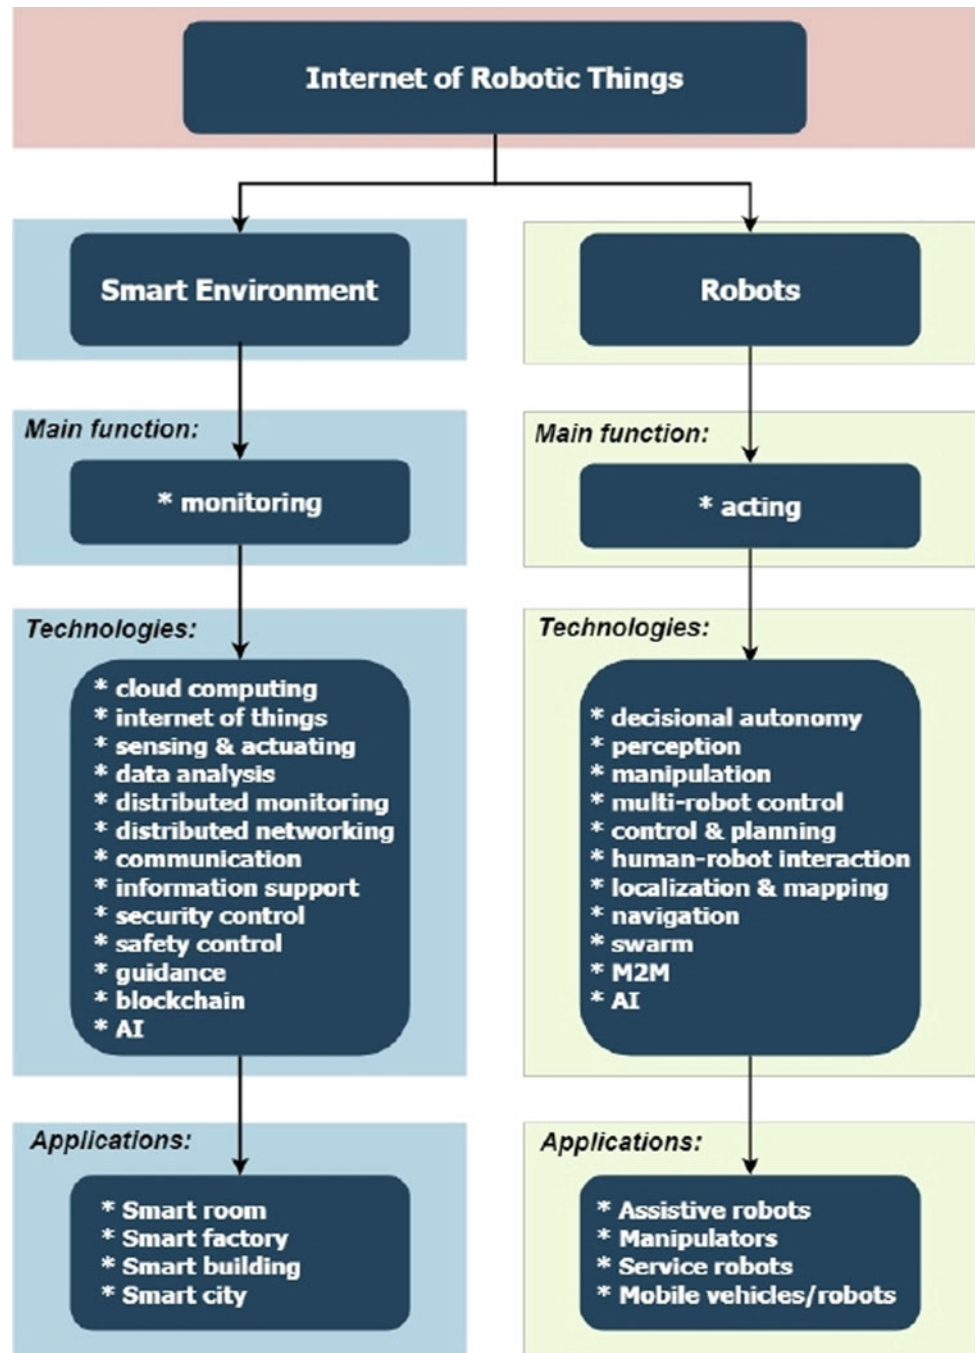 Internet of Robotic Things
Smart Environment
Main function:
* monitoring
Technologies:
* cloud computing
* internet of things
* sensing & actuating
* data analysis
* distributed monitoring
* distributed networking
* communication
* information support
* security control
* safety control
* guidance
* blockchain
* AI
Applications:
* Smart room
* Smart factory
* Smart building
* Smart city
Robots
Main function:
* acting
Technologies:
* decisional autonomy
* perception
* manipulation
* multi-robot control
* control & planning
* human-robot interaction
* localization & mapping
* navigation
* swarm
* M2M
* AI
Applications:
* Assistive robots
* Manipulators
* Service robots
* Mobile vehicles/robots